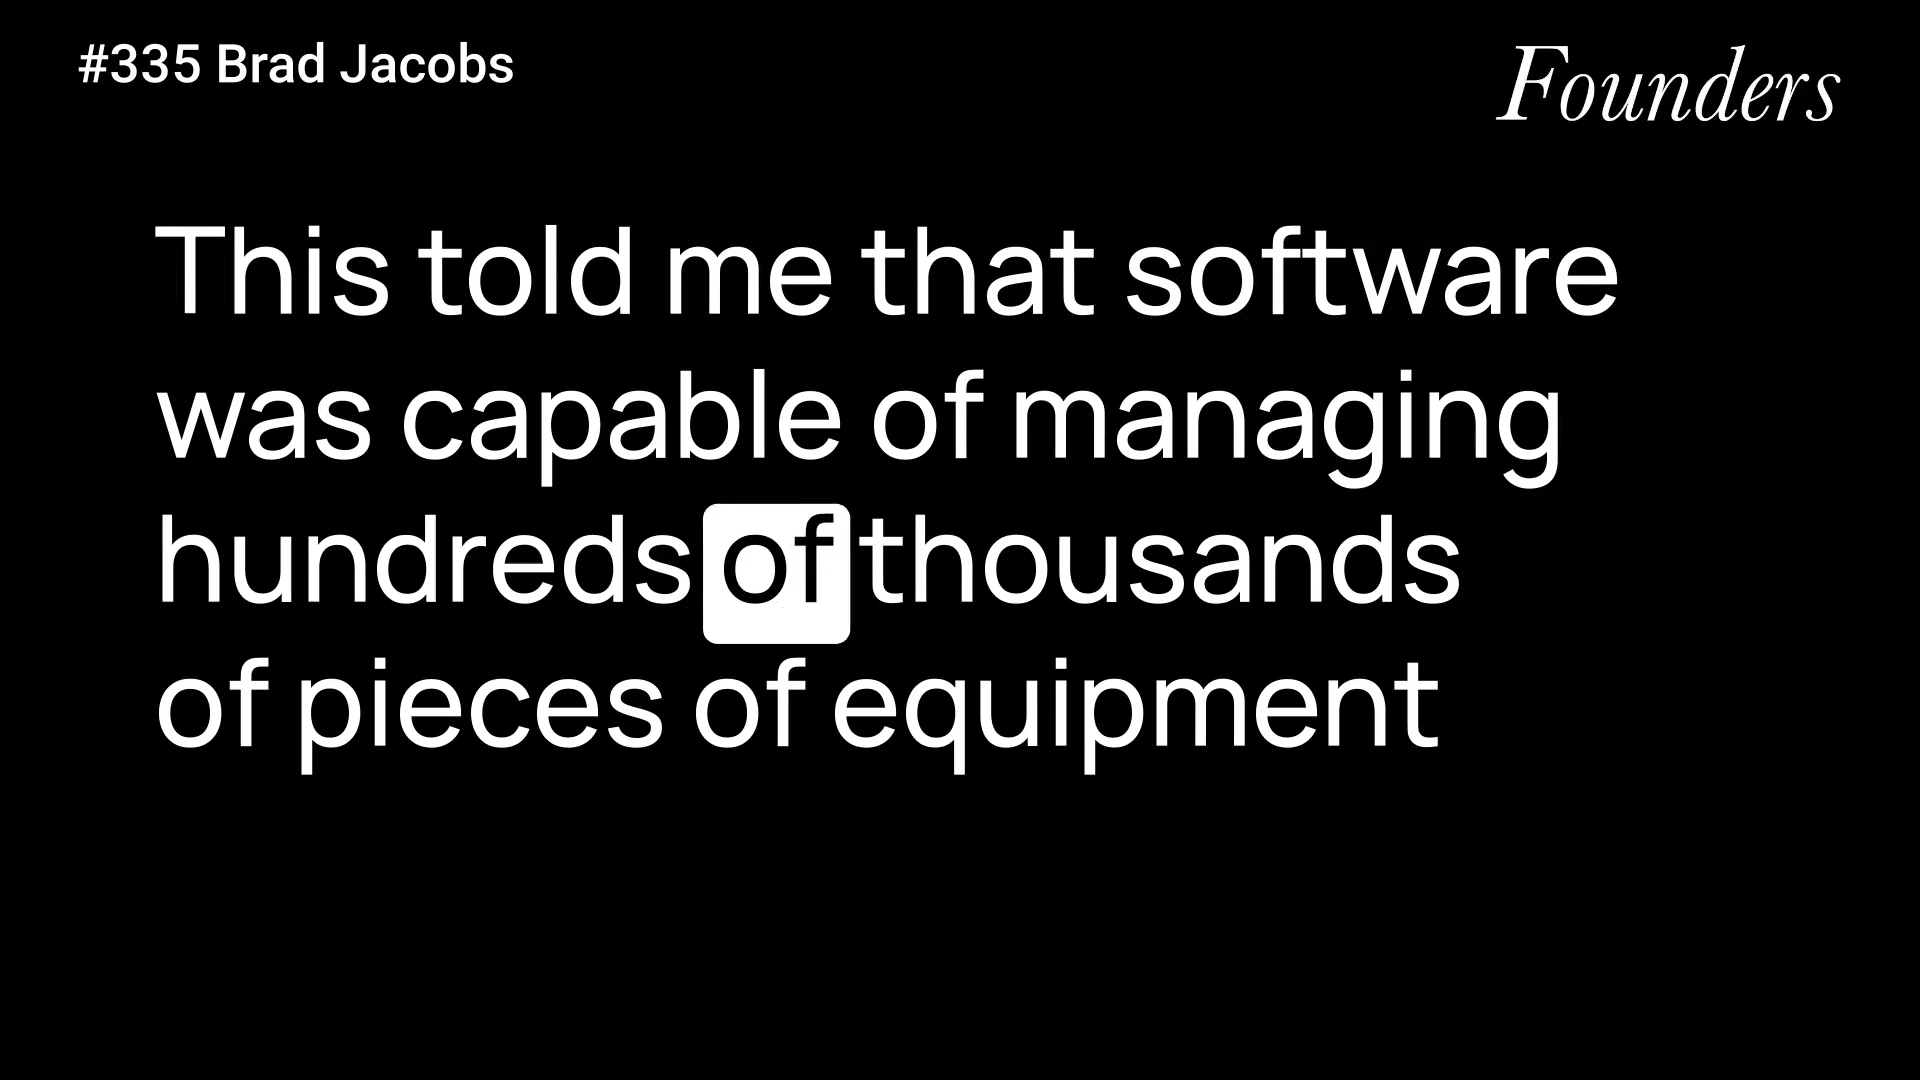 #335 Brad Jacobs
Founders
This told me that software
was capable of managing
hundreds of thousands
of pieces of equipment